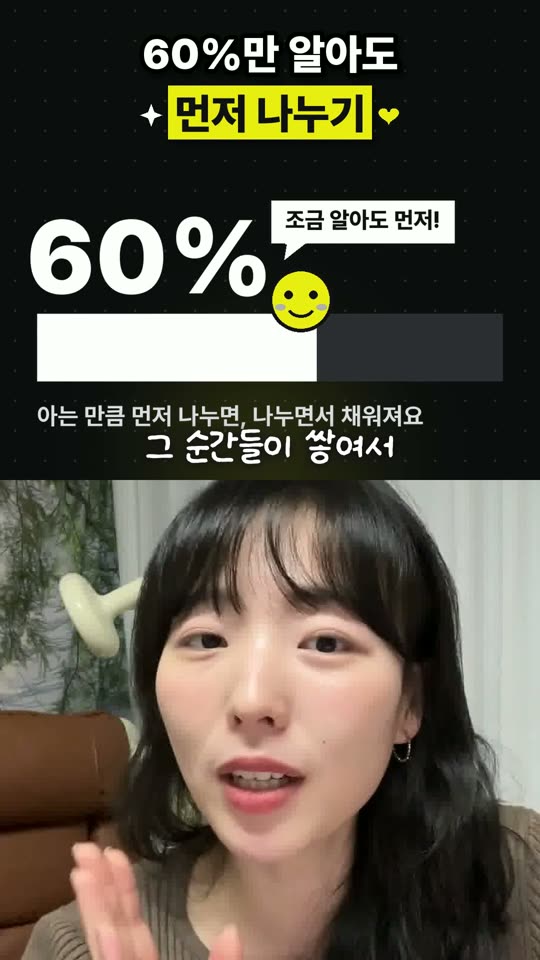 60%만 알아도
먼저 나누기
조금 알아도 먼저!
60%
아는 만큼 먼저 나누면, 나누면서 채워져요
그 순간들이 쌓여서